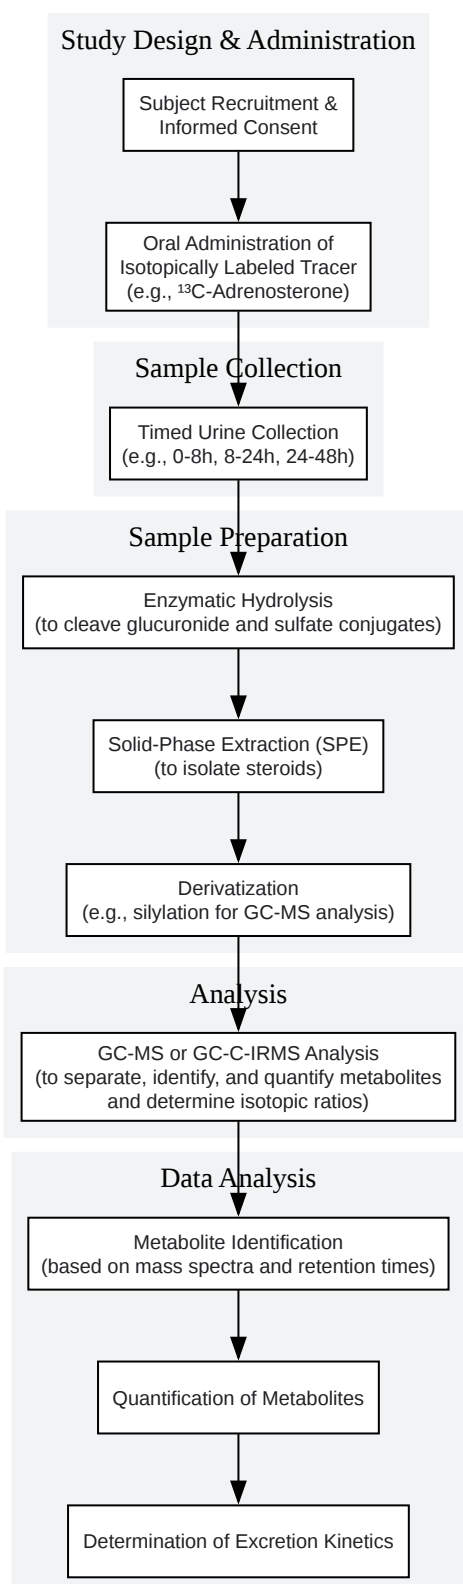 Study Design & Administration
Subject Recruitment &
Informed Consent
Oral Administration of
Isotopically Labeled Tracer
(e.g., ¹³C-Adrenosterone)
Sample Collection
Timed Urine Collection
(e.g., 0-8h, 8-24h, 24-48h)
Sample Preparation
Enzymatic Hydrolysis
(to cleave glucuronide and sulfate conjugates)
Solid-Phase Extraction (SPE)
(to isolate steroids)
Derivatization
(e.g., silylation for GC-MS analysis)
Analysis
GC-MS or GC-C-IRMS Analysis
(to separate, identify, and quantify metabolites
and determine isotopic ratios)
Data Analysis
Metabolite Identification
(based on mass spectra and retention times)
Quantification of Metabolites
Determination of Excretion Kinetics